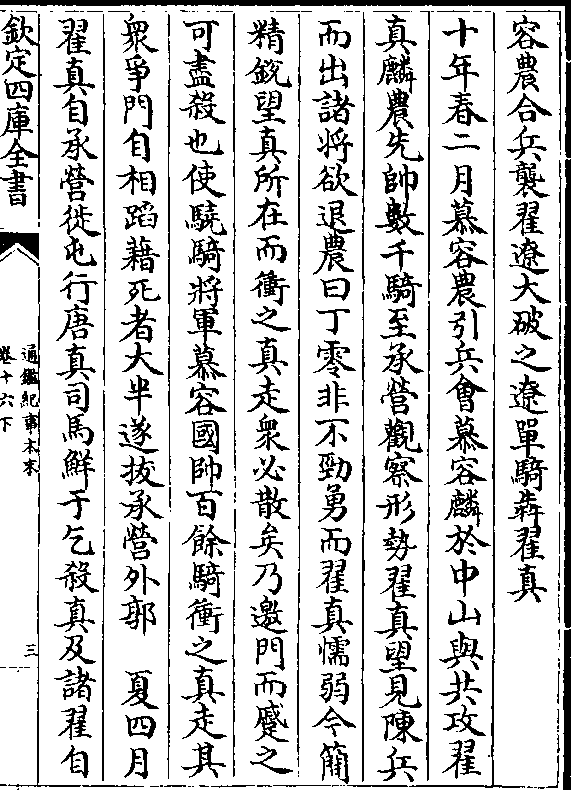 容農合兵襲翟遼大破之遼單騎犇翟真
十年春二月慕容農引兵會慕容麟於中山與共攻翟
真麟農先帥數千騎至承營觀察形勢翟真望見陳兵
而出諸將欲退農曰丁零非不勁勇而翟真懦弱今簡
精鋭望真所在而衝之真走衆必散矣乃邀門而蹙之
可盡殺也使驍騎將軍慕容國帥百餘騎衝之真走其
衆爭門自相蹈藉死者大半遂拔承營外郭　夏四月
翟真自承營徙屯行唐真司馬鮮于乞殺真及諸翟自
欽定四庫全書
通鑑紀事本末
卷十六下
三